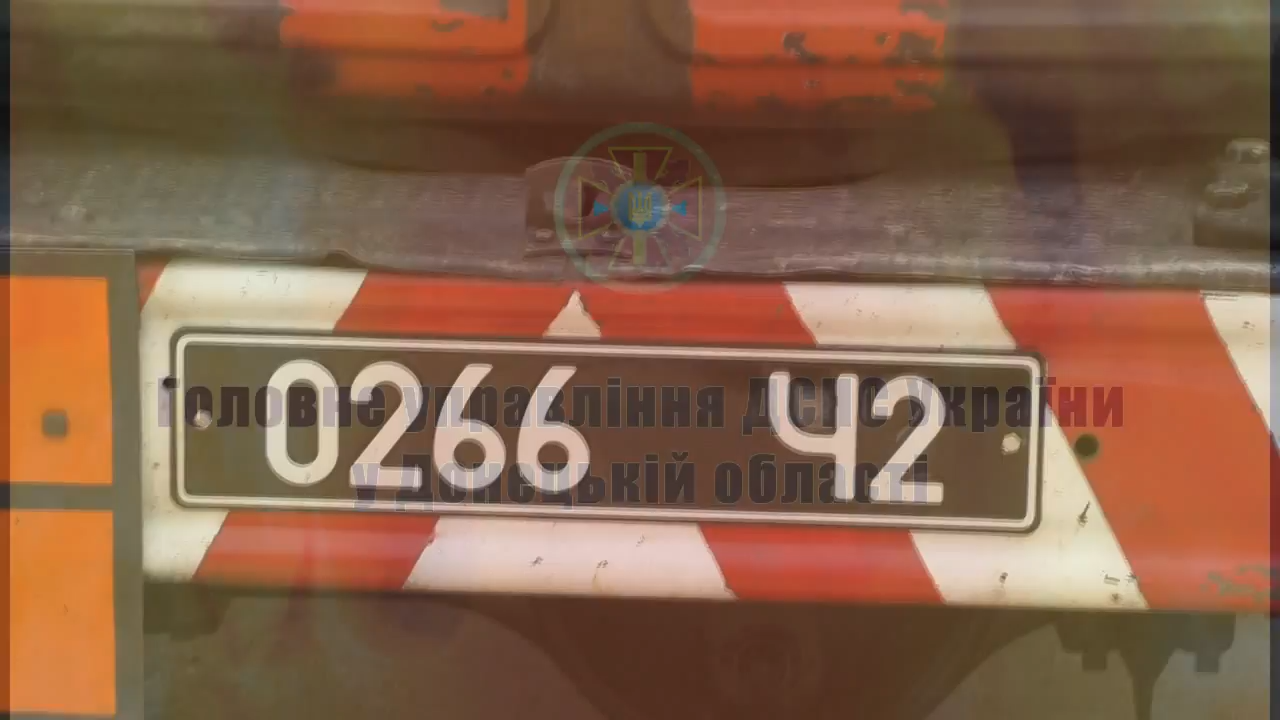 0266 Ч2
Головне управління ДСНС України
у Донецькій області